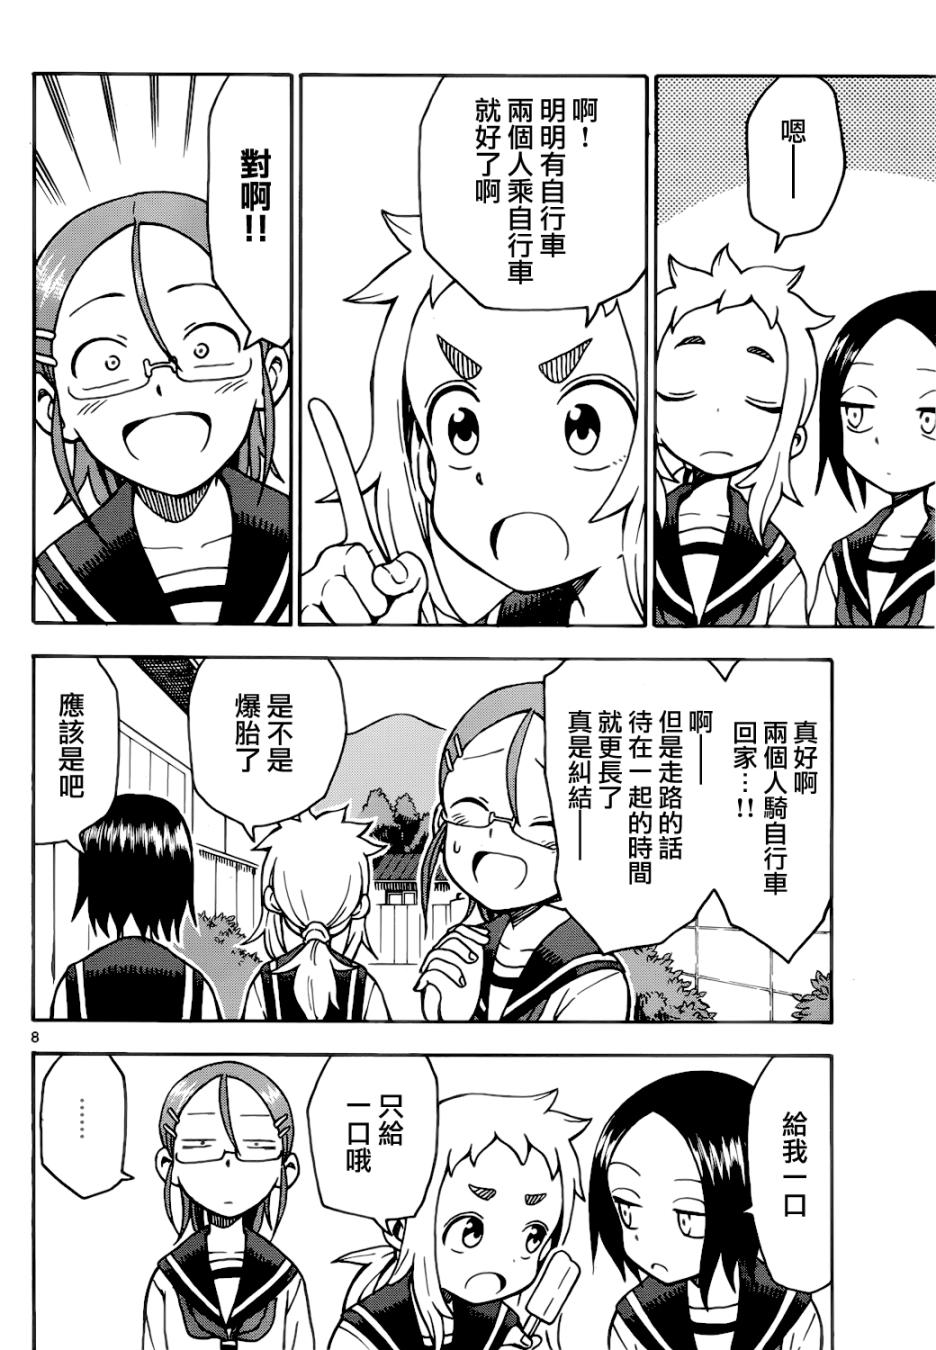 嗯——
啊！
明明有自行車
兩個人乘自行車
就好了啊
對啊!!
真好啊
兩個人騎自行車
回家…!!
啊——
但是走路的話
待在一起的時間
就更長了
真是糾結——
是不是
爆胎了
應該是吧
8
給我一口
只給
一口哦
……